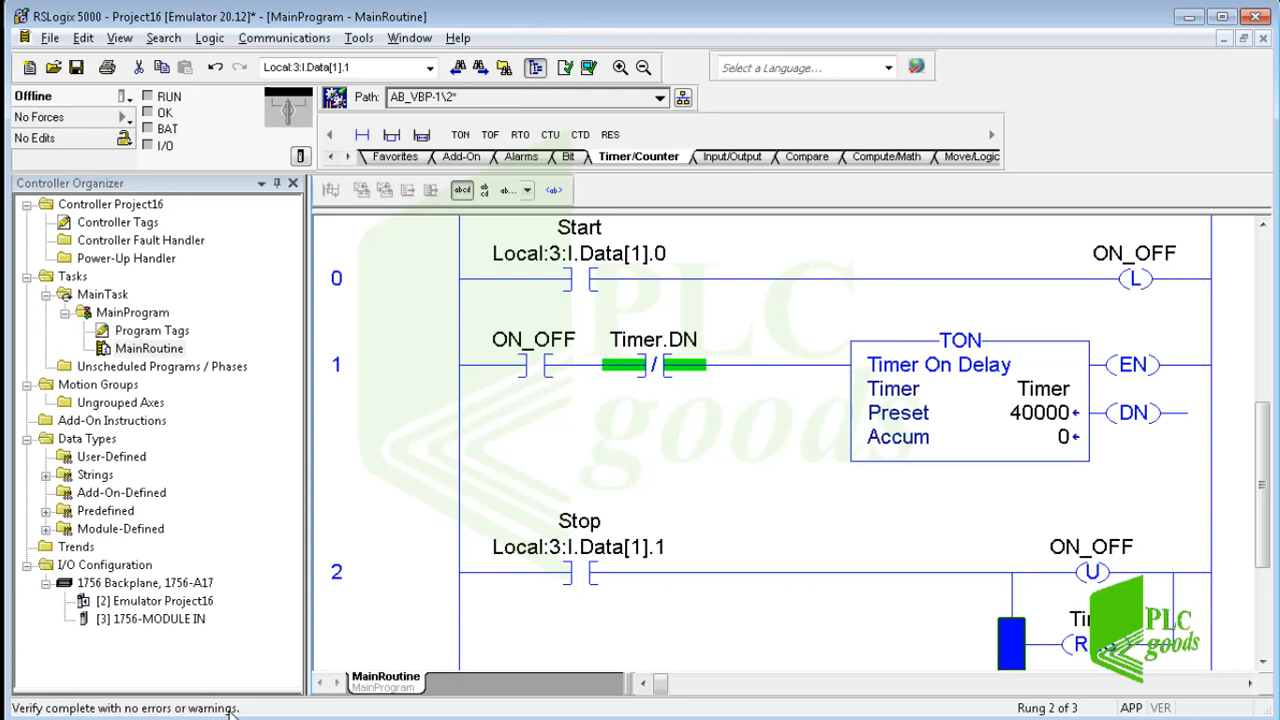 RSLogix 5000 - Project16 [Emulator 20.12]* - [MainProgram - MainRoutine]
File Edit View Search Logic Communications Tools Window Help
Local:3:I.Data[1].1
Select a Language...
Offline
RUN
No Forces
OK
No Edits
BAT
I/O
Path: AB_VBP-1\2*
TON TOF RTO CTU CTD RES
Favorites Add-On Alarms Bit Timer/Counter Input/Output Compare Compute/Math Move/Logic
Controller Organizer
abcd ab cd ab... <ab>
Controller Project16
Controller Tags
Controller Fault Handler
Power-Up Handler
Tasks
MainTask
MainProgram
Program Tags
MainRoutine
Unscheduled Programs / Phases
Motion Groups
Ungrouped Axes
Add-On Instructions
Data Types
User-Defined
Strings
Add-On-Defined
Predefined
Module-Defined
Trends
I/O Configuration
1756 Backplane, 1756-A17
[2] Emulator Project16
[3] 1756-MODULE IN
Start
Local:3:I.Data[1].0 ON_OFF
0 L
ON_OFF Timer.DN TON
1 / Timer On Delay EN
Timer Timer
Preset 40000 DN
Accum 0
Stop
Local:3:I.Data[1].1 ON_OFF
2 U
PLC
goods
PLC
goods
MainRoutine
MainProgram
Verify complete with no errors or warnings. Rung 2 of 3 APP VER